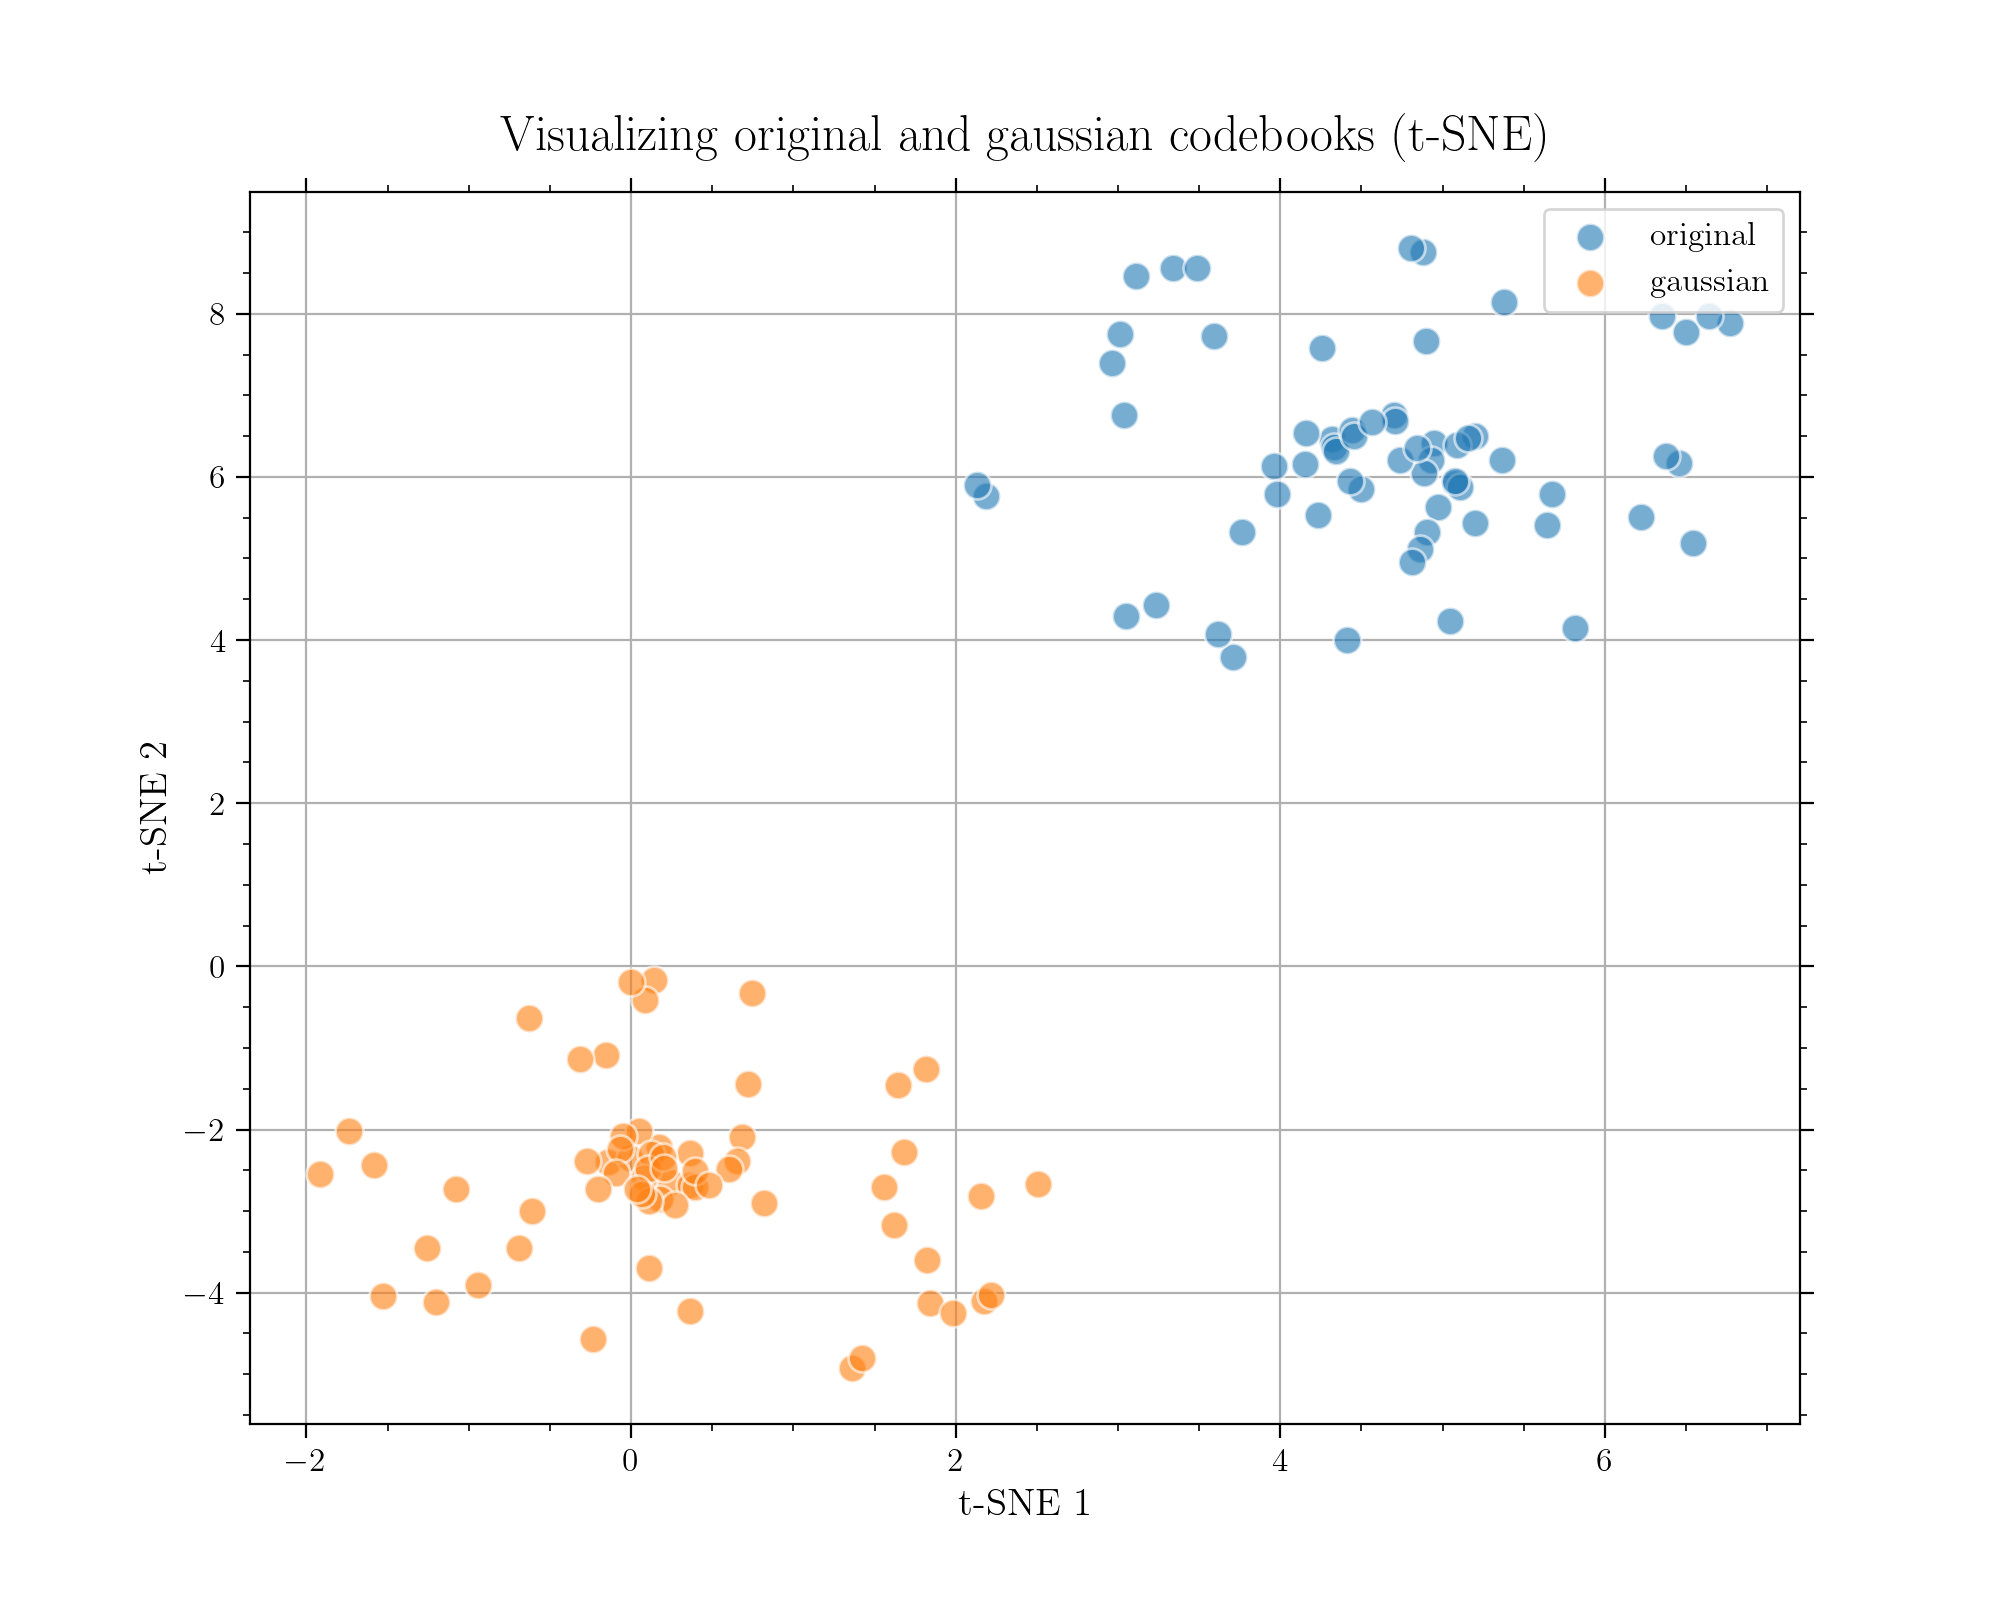 Visualizing original and gaussian codebooks (t-SNE)
original
gaussian
8
6
4
2
0
−2
−4
t-SNE 2
−2
0
2
4
6
t-SNE 1